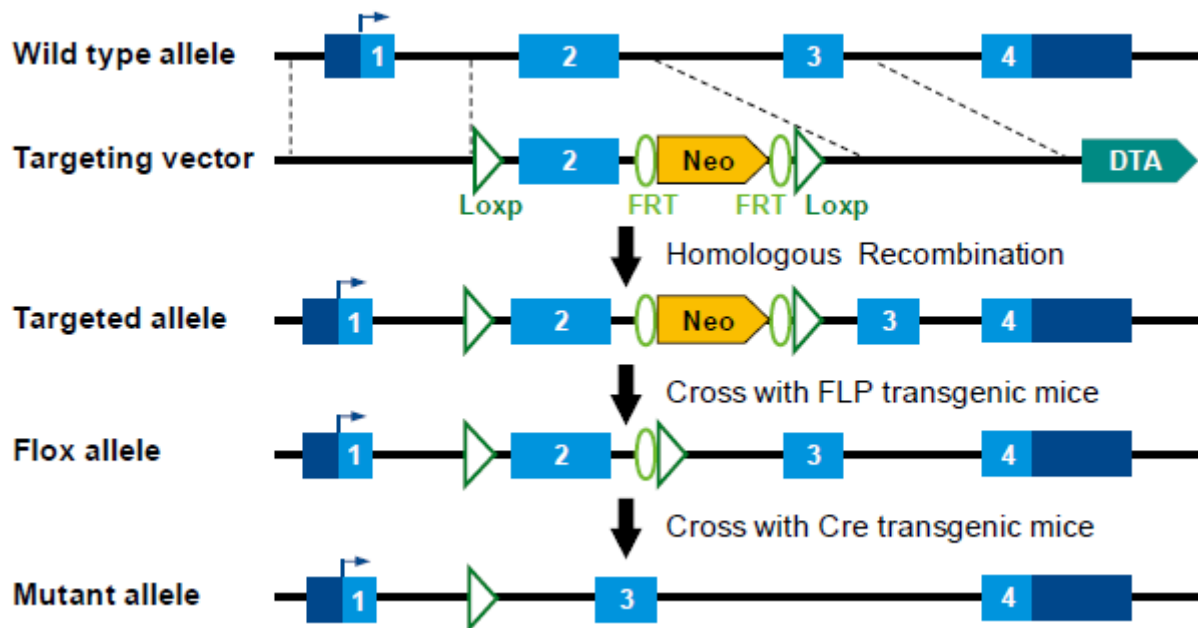 Wild type allele
1 2 3 4
Targeting vector
2 Neo DTA
Loxp FRT FRT Loxp
Homologous Recombination
Targeted allele
1 2 Neo 3 4
Cross with FLP transgenic mice
Flox allele
1 2 3 4
Cross with Cre transgenic mice
Mutant allele
1 3 4